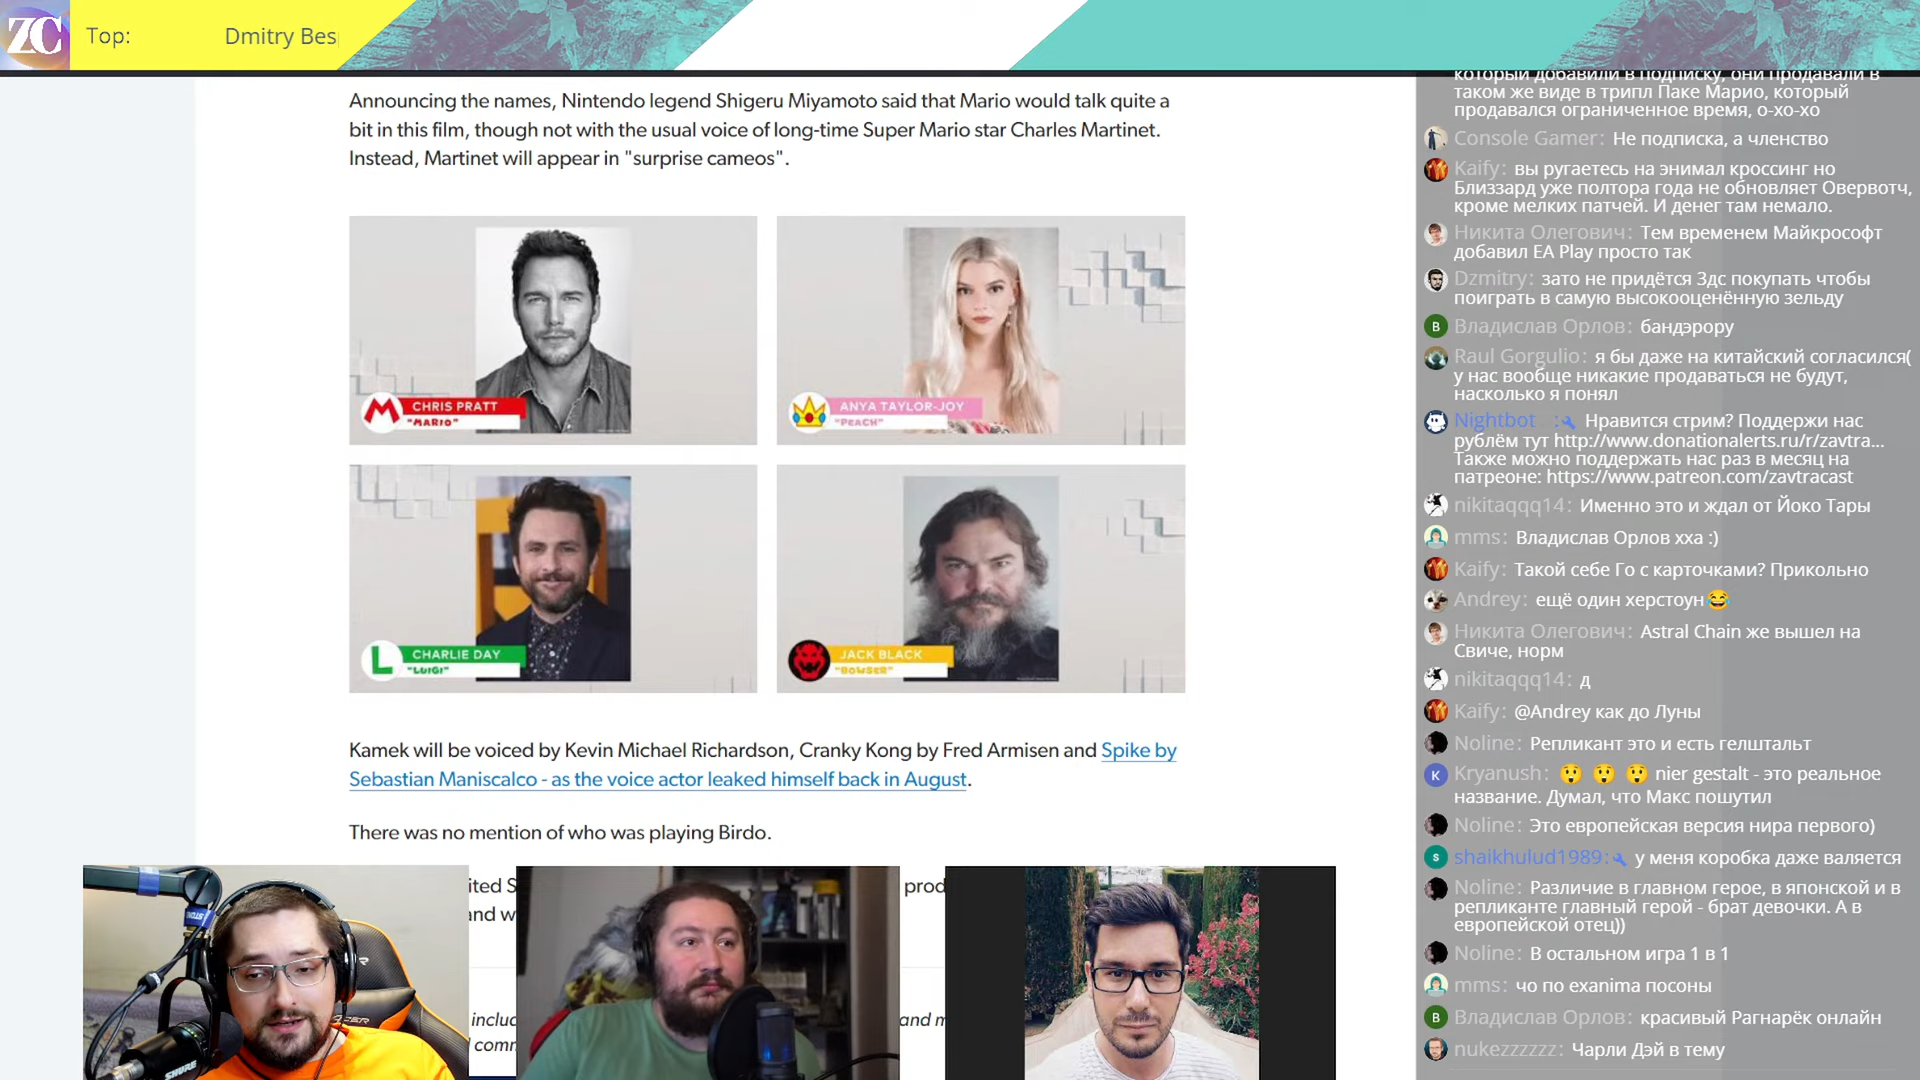 ZC
Top:
Dmitry Bes
Announcing the names, Nintendo legend Shigeru Miyamoto said that Mario would talk quite a
bit in this film, though not with the usual voice of long-time Super Mario star Charles Martinet.
Instead, Martinet will appear in "surprise cameos".
M
CHRIS PRATT
"MARIO"
ANYA TAYLOR-JOY
"PEACH"
L
CHARLIE DAY
"LUIGI"
JACK BLACK
"BOWSER"
Kamek will be voiced by Kevin Michael Richardson, Cranky Kong by Fred Armisen and Spike by
Sebastian Maniscalco - as the voice actor leaked himself back in August.
There was no mention of who was playing Birdo.
SHURE
который добавили в подписку, они продавали в
таком же виде в трипл Паке Марио, который
продавался ограниченное время, о-хо-хо
Console Gamer: Не подписка, а членство
Kaify: вы ругаетесь на энимал кроссинг но
Близзард уже полтора года не обновляет Овервотч,
кроме мелких патчей. И денег там немало.
Никита Олегович: Тем временем Майкрософт
добавил EA Play просто так
Dzmitry: зато не придётся 3дс покупать чтобы
поиграть в самую высокооценённую зельду
В Владислав Орлов: бандэрору
Raul Gorgulio: я бы даже на китайский согласился(
у нас вообще никакие продаваться не будут,
насколько я понял
Nightbot : Нравится стрим? Поддержи нас
рублём тут http://www.donationalerts.ru/r/zavtra...
Также можно поддержать нас раз в месяц на
патреоне: https://www.patreon.com/zavtracast
nikitaqqq14: Именно это и ждал от Йоко Тары
mms: Владислав Орлов хха :)
Kaify: Такой себе Го с карточками? Прикольно
Andrey: ещё один херстоун😂
Никита Олегович: Astral Chain же вышел на
Свиче, норм
nikitaqqq14: д
Kaify: @Andrey как до Луны
Noline: Репликант это и есть гелштальт
K Kryanush: 😲 😲 😲 nier gestalt - это реальное
название. Думал, что Макс пошутил
Noline: Это европейская версия нира первого)
s shaikhulud1989: у меня коробка даже валяется
Noline: Различие в главном герое, в японской и в
репликанте главный герой - брат девочки. А в
европейской отец))
Noline: В остальном игра 1 в 1
mms: чо по exanima посоны
В Владислав Орлов: красивый Рагнарёк онлайн
nukezzzzzz: Чарли Дэй в тему